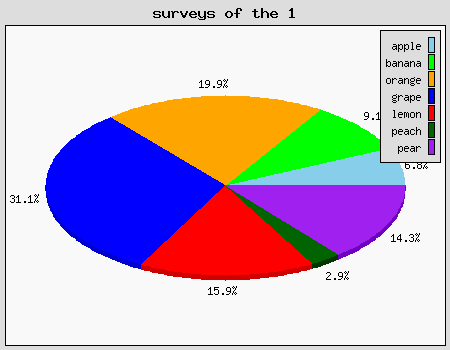 surveys of the 1
apple
banana
orange
grape
lemon
peach
pear
19.9%
9.1
6.8%
31.1%
14.3%
2.9%
15.9%